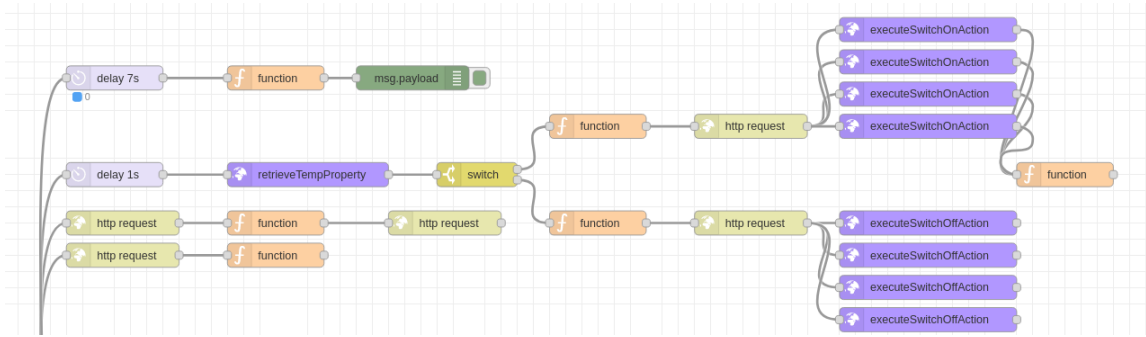 executeSwitchOnAction
executeSwitchOnAction
delay 7s
function
msg.payload
0
executeSwitchOnAction
function
http request
executeSwitchOnAction
delay 1s
retrieveTempProperty
switch
function
http request
function
http request
function
http request
executeSwitchOffAction
http request
function
executeSwitchOffAction
executeSwitchOffAction
executeSwitchOffAction